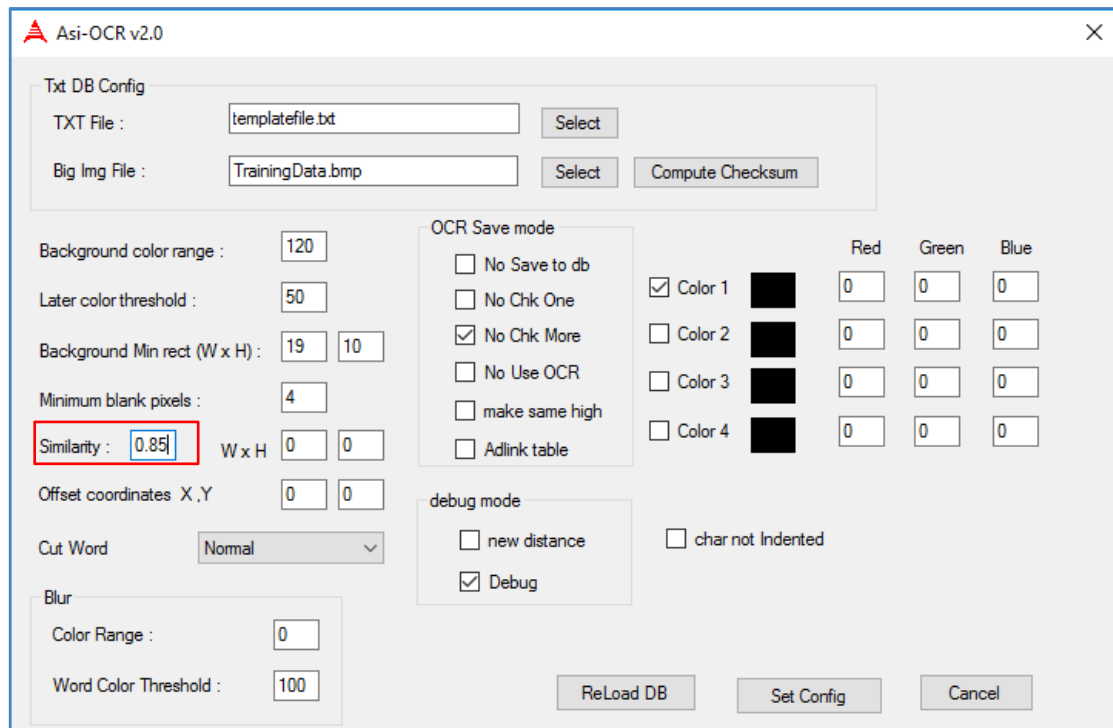 Asi-OCR v2.0
Txt DB Config
TXT File :
templatefile.txt
Select
Big Img File :
TrainingData.bmp
Select
Compute Checksum
Background color range :
120
Later color threshold :
50
Background Min rect (W x H) :
19
10
Minimum blank pixels :
4
Similarity :
0.85
W x H
0
0
Offset coordinates X ,Y
0
0
Cut Word
Normal
Blur
Color Range :
0
Word Color Threshold :
100
OCR Save mode
No Save to db
No Chk One
No Chk More
No Use OCR
make same high
Adlink table
debug mode
new distance
Debug
Red Green Blue
Color 1
0 0 0
Color 2
0 0 0
Color 3
0 0 0
Color 4
0 0 0
char not Indented
ReLoad DB
Set Config
Cancel